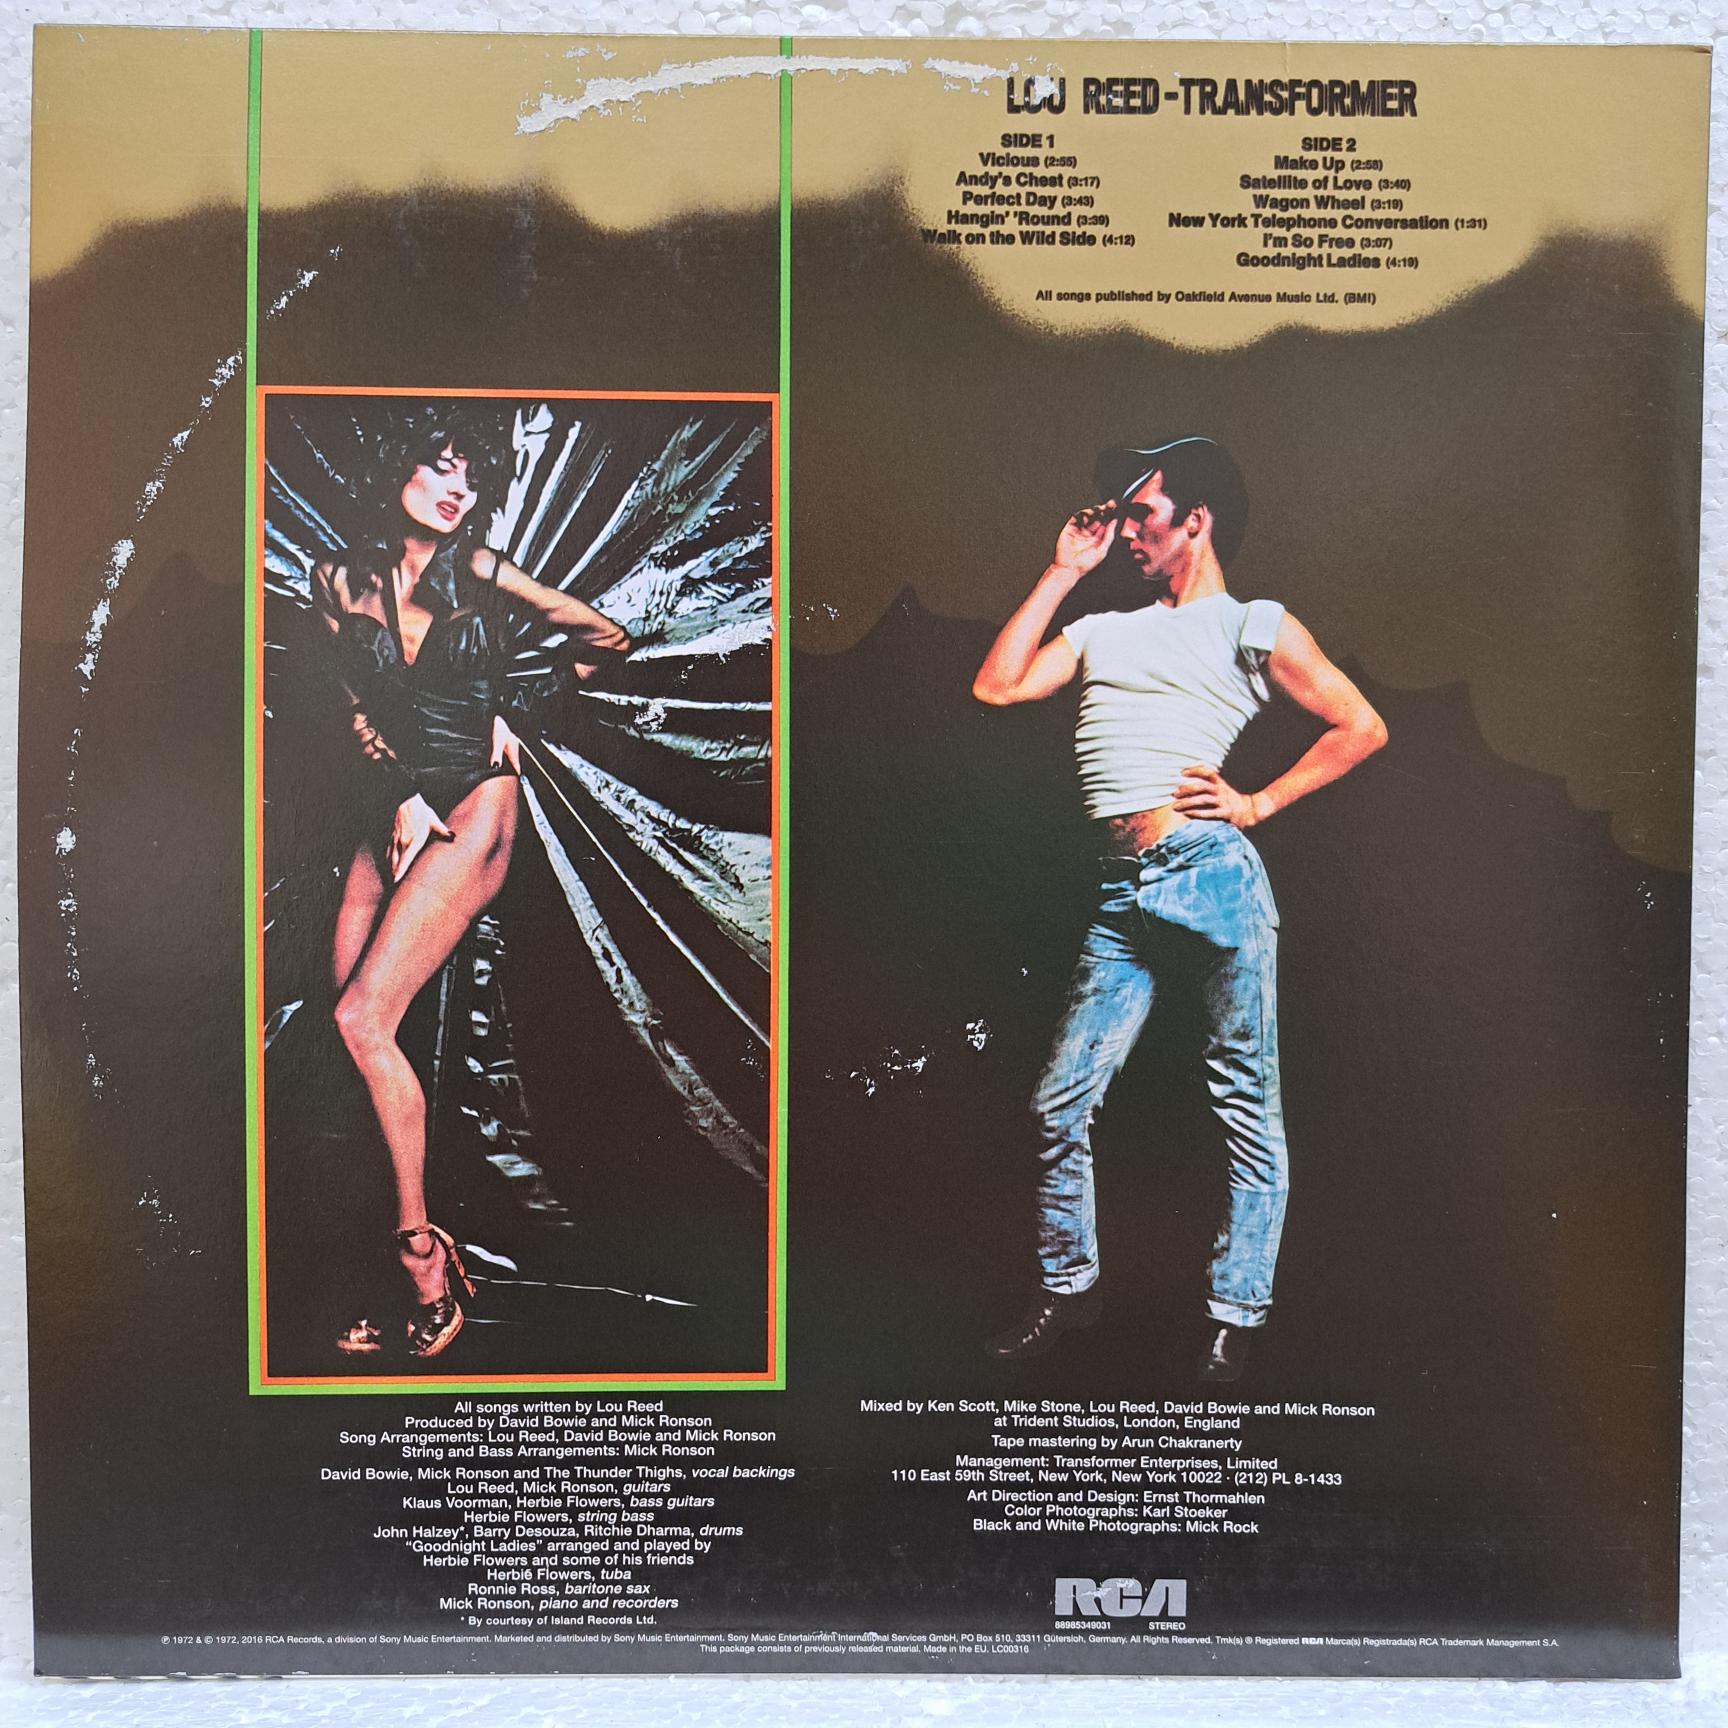 LOU REED-TRANSFORMER
SIDE 1
Vicious (2:55)
Andy's Chest (3:17)
Perfect Day (3:43)
Hangin' 'Round (3:39)
Walk on the Wild Side (4:12)
SIDE 2
Make Up (2:58)
Satellite of Love (3:40)
Wagon Wheel (3:19)
New York Telephone Conversation (1:31)
I'm So Free (3:07)
Goodnight Ladies (4:19)
All songs published by Oakfield Avenue Music Ltd. (BMI)
All songs written by Lou Reed
Produced by David Bowie and Mick Ronson
Song Arrangements: Lou Reed, David Bowie and Mick Ronson
String and Bass Arrangements: Mick Ronson
David Bowie, Mick Ronson and The Thunder Thighs, vocal backings
Lou Reed, Mick Ronson, guitars
Klaus Voorman, Herbie Flowers, bass guitars
Herbie Flowers, string bass
John Halzey*, Barry Desouza, Ritchie Dharma, drums
"Goodnight Ladies" arranged and played by
Herbie Flowers and some of his friends
Herbie Flowers, tuba
Ronnie Ross, baritone sax
Mick Ronson, piano and recorders
* By courtesy of Island Records Ltd.
Mixed by Ken Scott, Mike Stone, Lou Reed, David Bowie and Mick Ronson
at Trident Studios, London, England
Tape mastering by Arun Chakranerty
Management: Transformer Enterprises, Limited
110 East 59th Street, New York, New York 10022 · (212) PL 8-1433
Art Direction and Design: Ernst Thormahlen
Color Photographs: Karl Stoeker
Black and White Photographs: Mick Rock
RCA
88985349031 STEREO
℗ 1972 & © 1972, 2016 RCA Records, a division of Sony Music Entertainment. Marketed and distributed by Sony Music Entertainment. Sony Music Entertainment International Services GmbH, PO Box 510, 33311 Gütersloh, Germany. All Rights Reserved. Tmk(s) ® Registered RCA Marca(s) Registrada(s) RCA Trademark Management S.A.
This package consists of previously released material. Made in the EU. LC00316